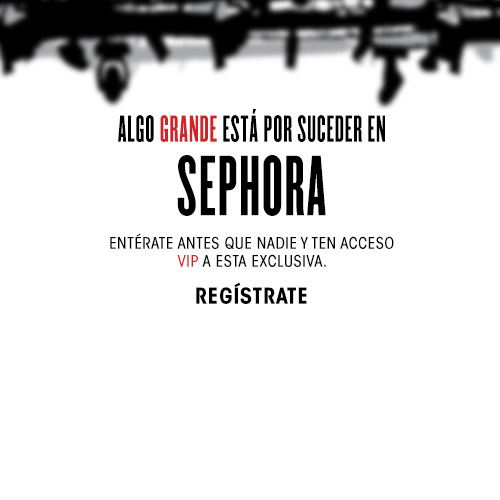 ALGO GRANDE ESTÁ POR SUCEDER EN
SEPHORA
ENTÉRATE ANTES QUE NADIE Y TEN ACCESO
VIP A ESTA EXCLUSIVA.
REGÍSTRATE